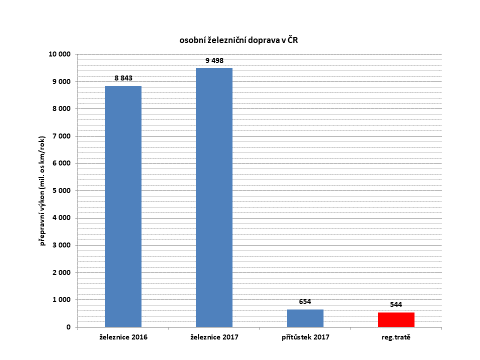 osobní železniční doprava v ČR
přepravní výkon (mil. os km/rok)
10 000
9 000
8 000
7 000
6 000
5 000
4 000
3 000
2 000
1 000
0
8 843
9 498
654
544
železnice 2016
železnice 2017
přírůstek 2017
reg.tratě